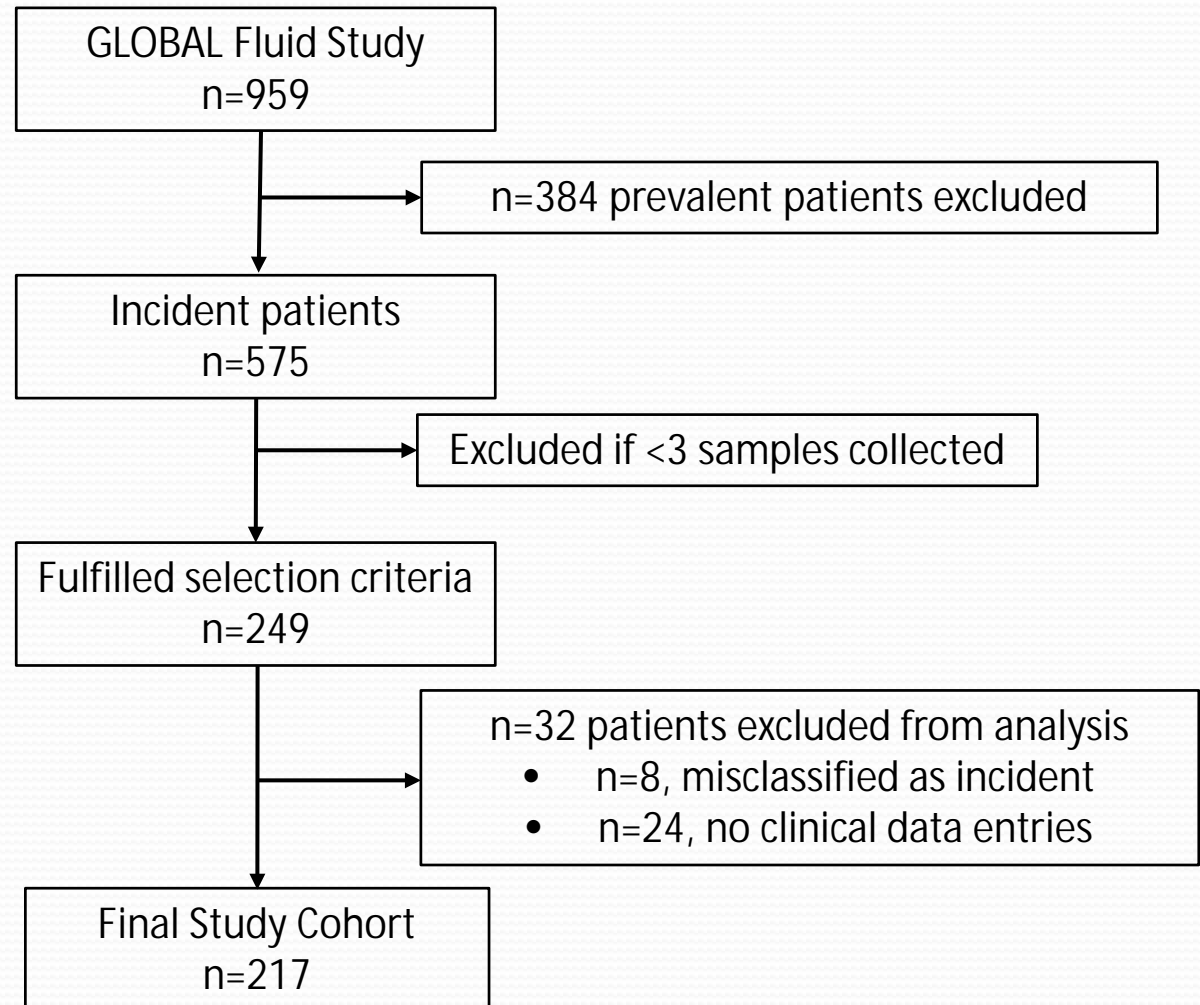 GLOBAL Fluid Study
n=959
n=384 prevalent patients excluded
Incident patients
n=575
Excluded if <3 samples collected
Fulfilled selection criteria
n=249
n=32 patients excluded from analysis
• n=8, misclassified as incident
• n=24, no clinical data entries
Final Study Cohort
n=217